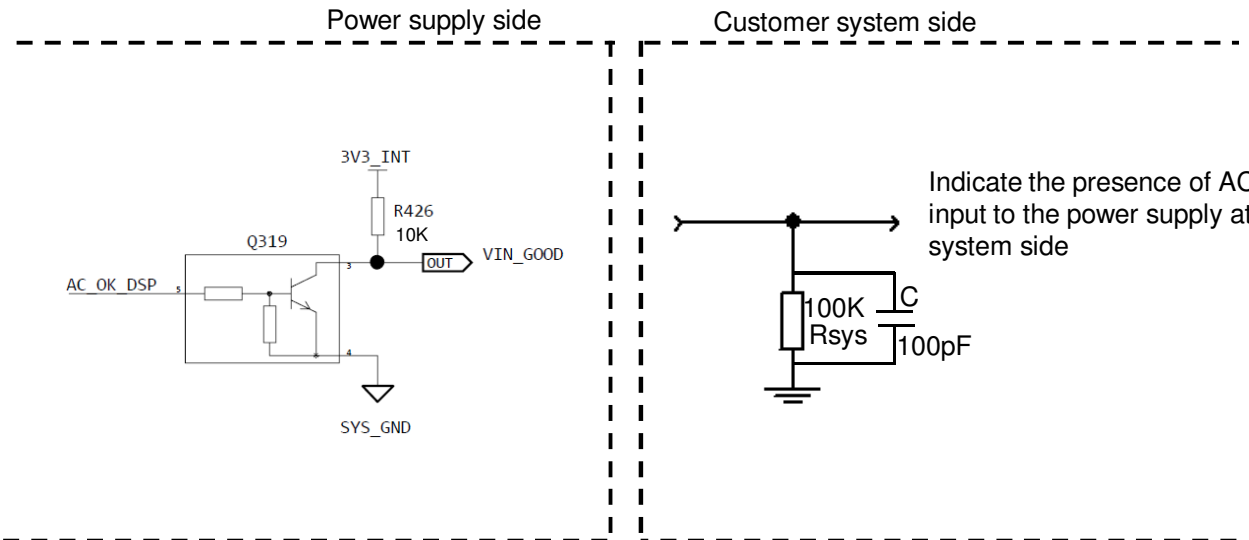 Power supply side
Customer system side
3V3_INT
R426
10K
Q319
3
OUT
VIN_GOOD
AC_OK_DSP
5
4
SYS_GND
Indicate the presence of AC
input to the power supply at
system side
100K
Rsys
C
100pF